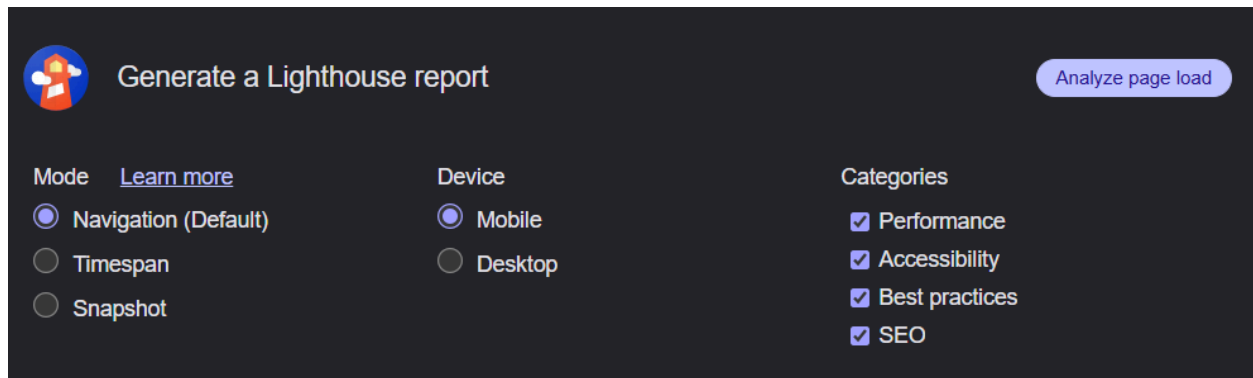 Generate a Lighthouse report
Analyze page load
Mode Learn more
Navigation (Default)
Timespan
Snapshot
Device
Mobile
Desktop
Categories
Performance
Accessibility
Best practices
SEO